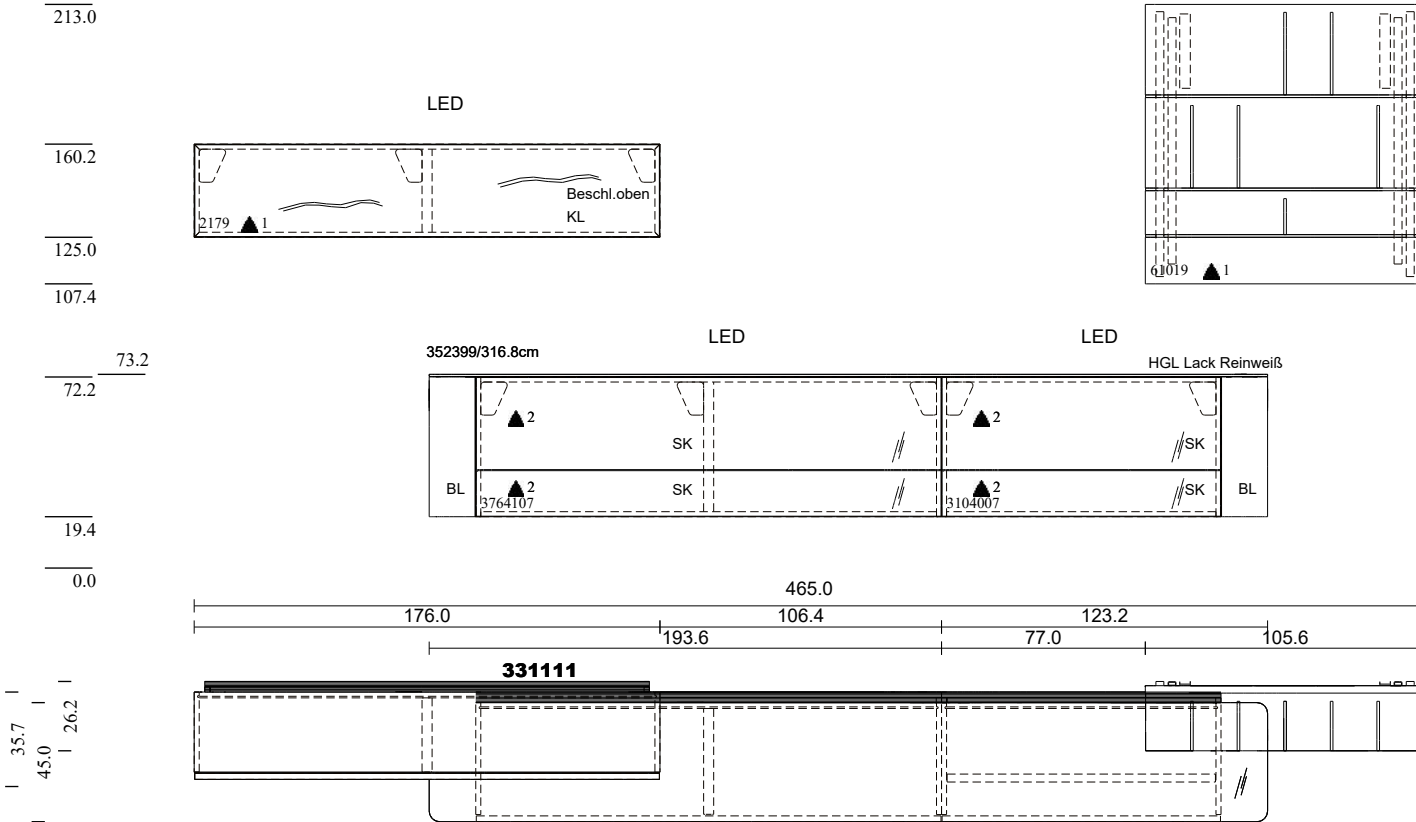 213.0
LED
160.2
Beschl.oben
KL
2179 1
125.0
61019 1
107.4
LED LED
352399/316.8cm
73.2
HGL Lack Reinweiß
72.2
2 2
SK SK
BL 2 SK 2 SK BL
3764107 3104007
19.4
0.0
465.0
176.0 106.4 123.2
193.6 77.0 105.6
331111
35.7 45.0 26.2